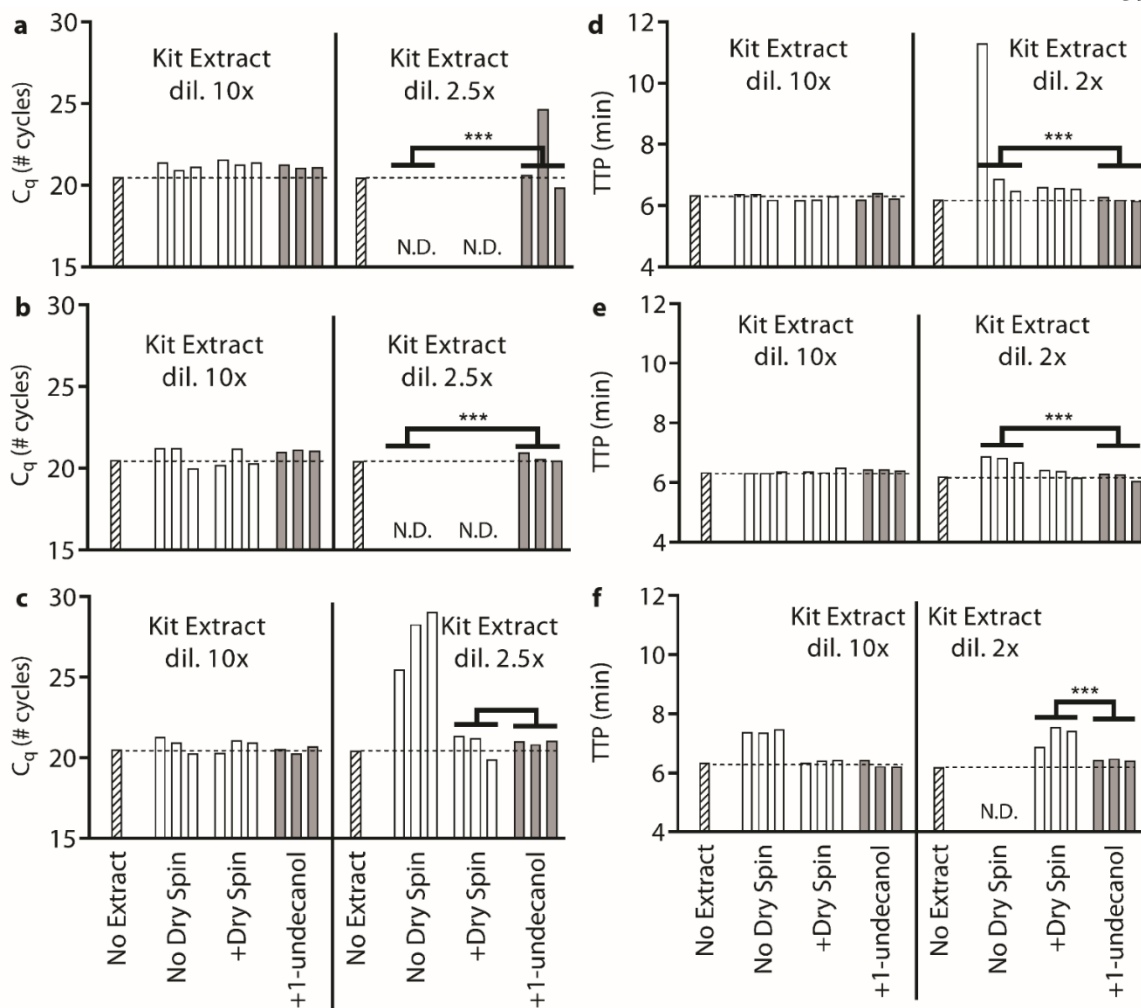 a
30
25
20
15
Cq (# cycles)
Kit Extract
dil. 10x
Kit Extract
dil. 2.5x
***
N.D.
N.D.
b
30
25
20
15
Cq (# cycles)
Kit Extract
dil. 10x
Kit Extract
dil. 2.5x
***
N.D.
N.D.
c
30
25
20
15
Cq (# cycles)
Kit Extract
dil. 10x
Kit Extract
dil. 2.5x
No Extract
No Dry Spin
+Dry Spin
+1-undecanol
No Extract
No Dry Spin
+Dry Spin
+1-undecanol
d
12
10
8
6
4
TTP (min)
Kit Extract
dil. 10x
Kit Extract
dil. 2x
***
e
12
10
8
6
4
TTP (min)
Kit Extract
dil. 10x
Kit Extract
dil. 2x
***
f
12
10
8
6
4
TTP (min)
Kit Extract
dil. 10x
Kit Extract
dil. 2x
***
N.D.
No Extract
No Dry Spin
+Dry Spin
+1-undecanol
No Extract
No Dry Spin
+Dry Spin
+1-undecanol